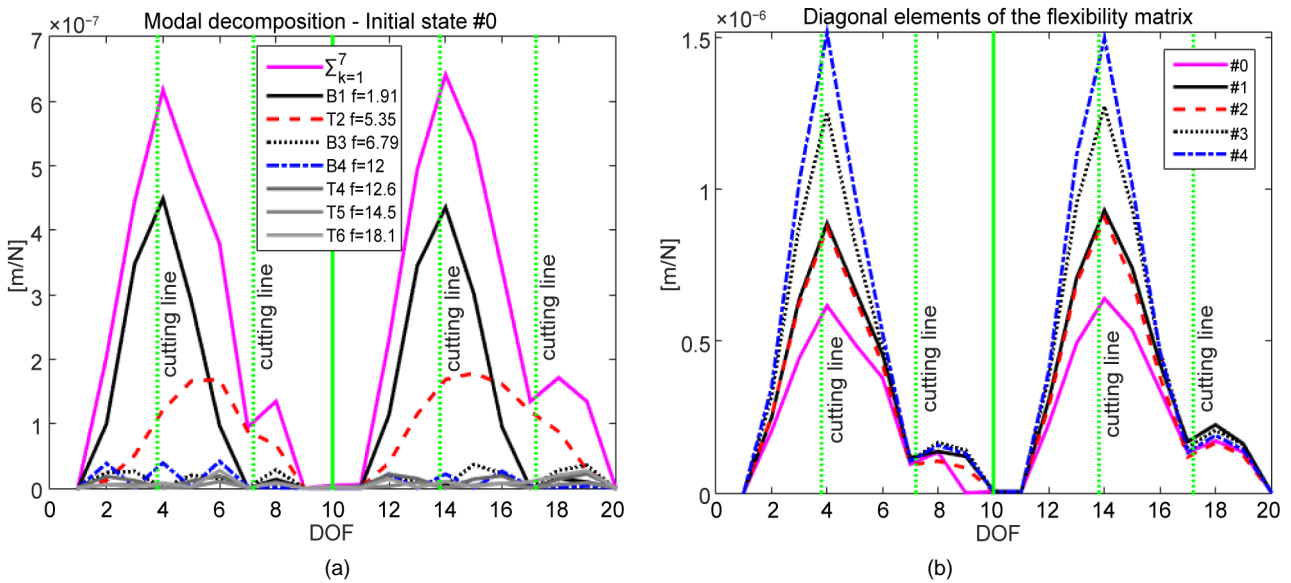 Modal decomposition - Initial state #0
×10⁻⁷
[m/N]
7
6
5
4
3
2
1
0
∑⁷ₖ₌₁
B1 f=1.91
T2 f=5.35
B3 f=6.79
B4 f=12
T4 f=12.6
T5 f=14.5
T6 f=18.1
cutting line
cutting line
cutting line
cutting line
0 2 4 6 8 10 12 14 16 18 20
DOF
(a)
Diagonal elements of the flexibility matrix
×10⁻⁶
[m/N]
1.5
1
0.5
0
#0
#1
#2
#3
#4
cutting line
cutting line
cutting line
cutting line
0 2 4 6 8 10 12 14 16 18 20
DOF
(b)